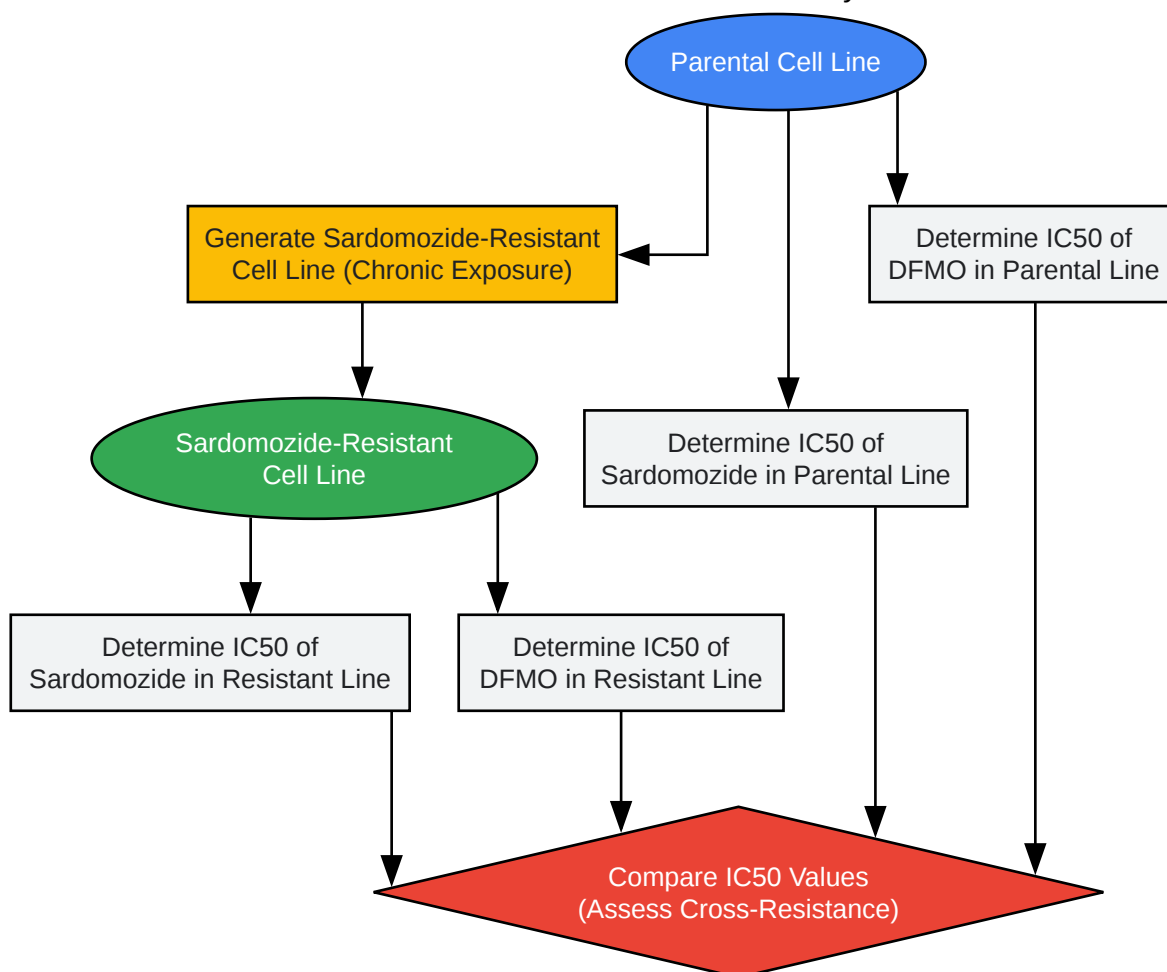 Parental Cell Line
Generate Sardomozide-Resistant
Cell Line (Chronic Exposure)
Determine IC50 of
DFMO in Parental Line
Sardomozide-Resistant
Cell Line
Determine IC50 of
Sardomozide in Parental Line
Determine IC50 of
Sardomozide in Resistant Line
Determine IC50 of
DFMO in Resistant Line
Compare IC50 Values
(Assess Cross-Resistance)